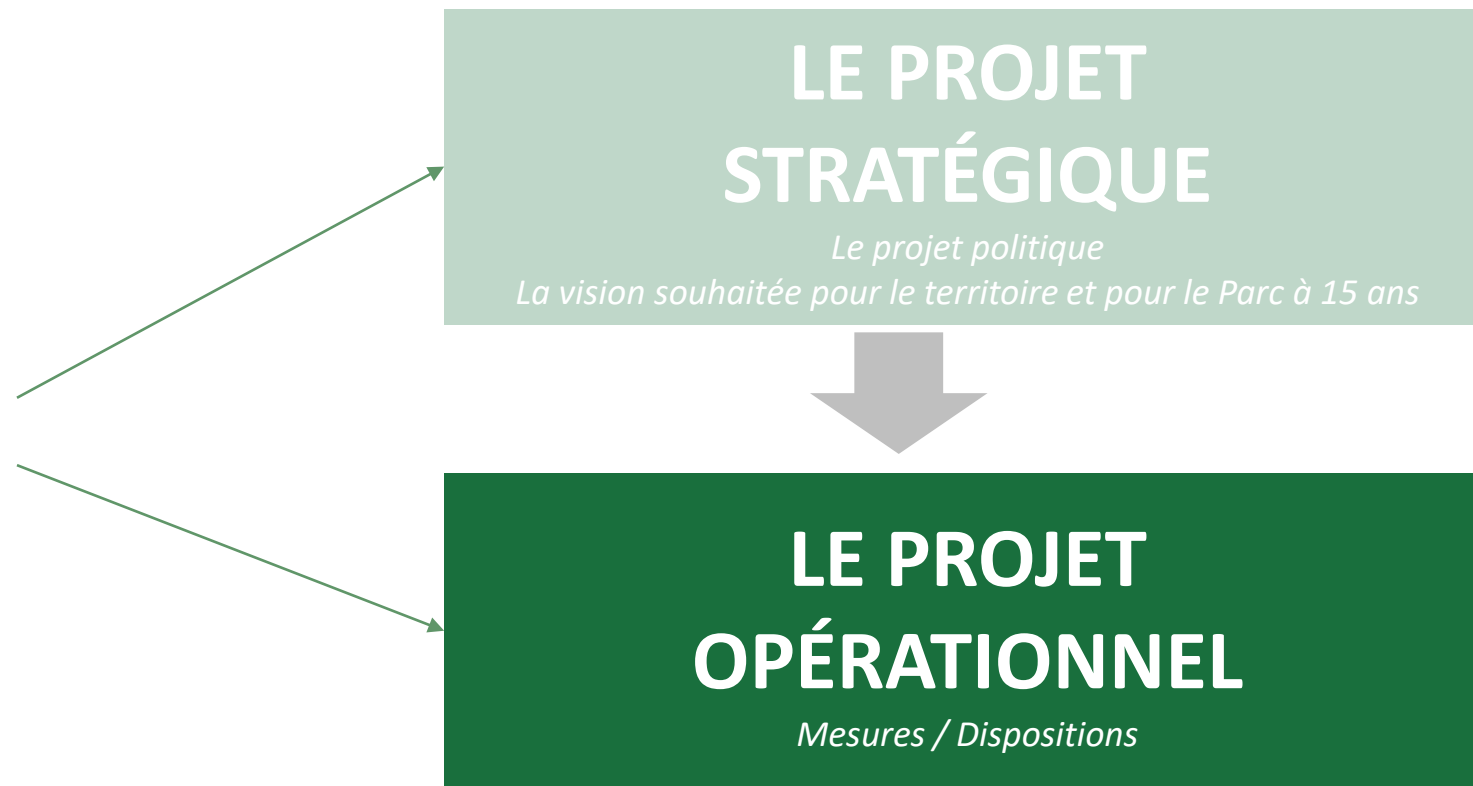 LE PROJET
STRATÉGIQUE
Le projet politique
La vision souhaitée pour le territoire et pour le Parc à 15 ans
LE PROJET
OPÉRATIONNEL
Mesures / Dispositions